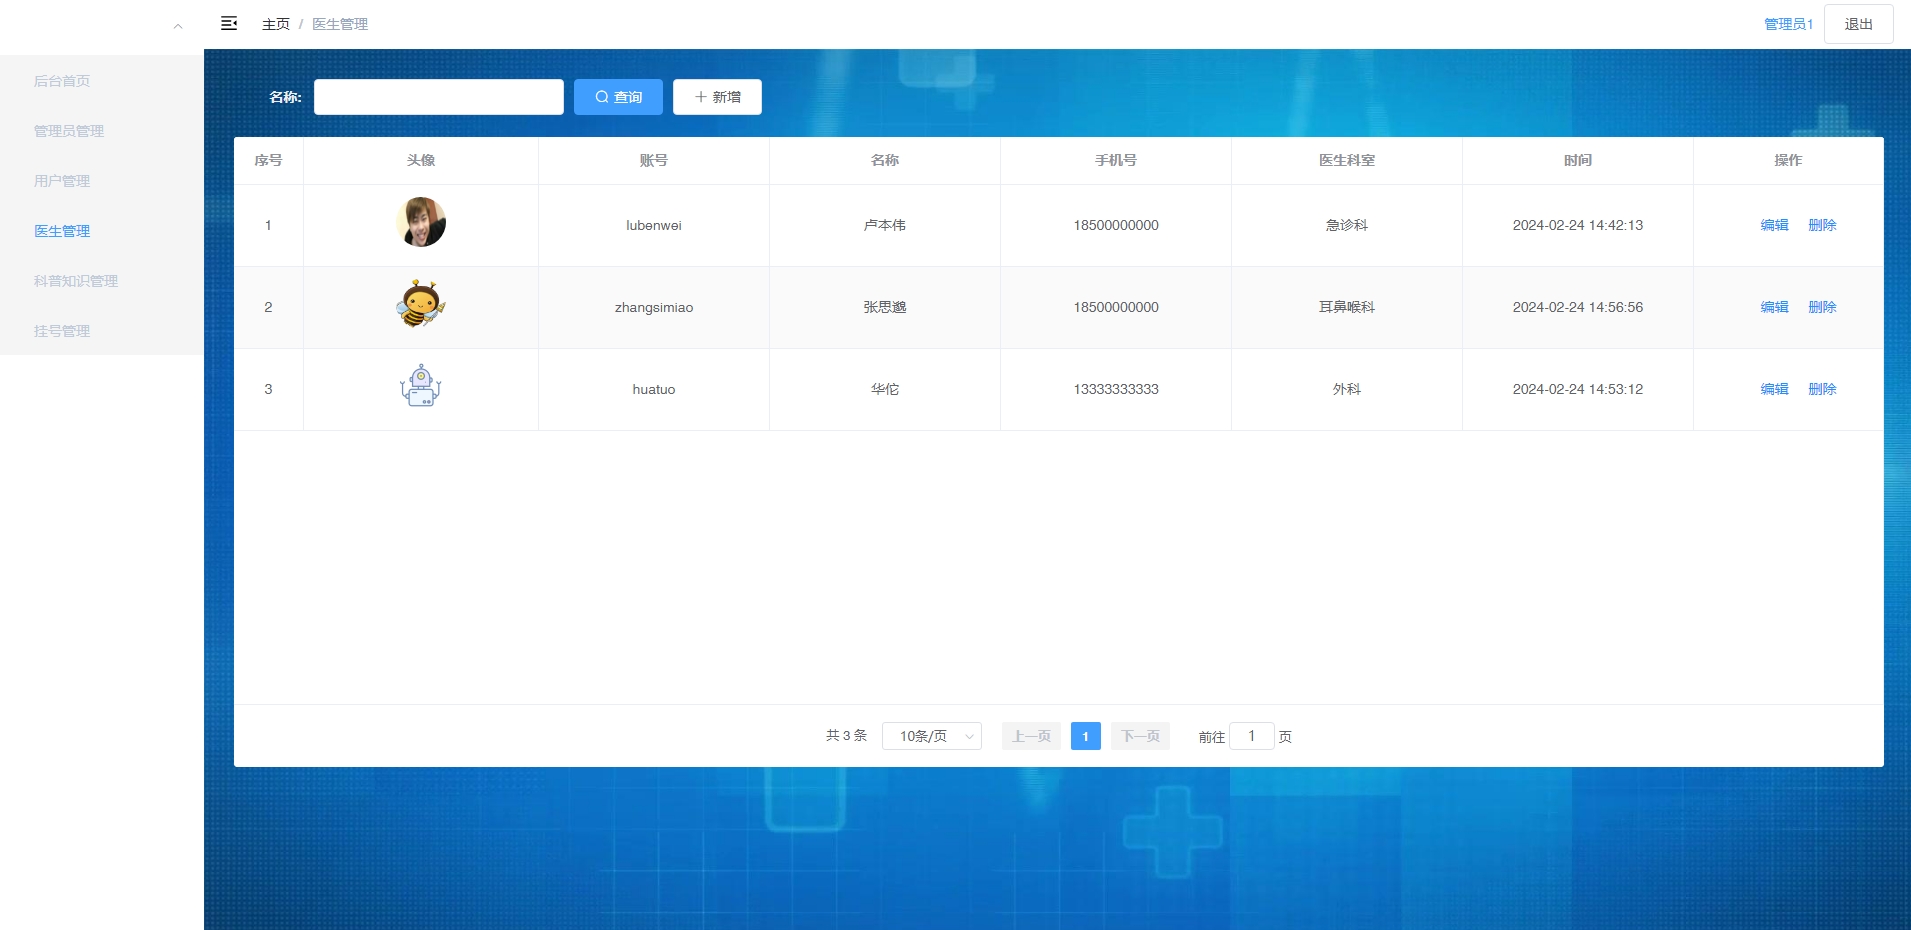 主页 / 医生管理
管理员1
退出
后台首页
管理员管理
用户管理
医生管理
科普知识管理
挂号管理
名称:
查询
新增
序号 头像 账号 名称 手机号 医生科室 时间 操作
1 lubenwei 卢本伟 18500000000 急诊科 2024-02-24 14:42:13 编辑 删除
2 zhangsimiao 张思邈 18500000000 耳鼻喉科 2024-02-24 14:56:56 编辑 删除
3 huatuo 华佗 13333333333 外科 2024-02-24 14:53:12 编辑 删除
共 3 条 10条/页 上一页 1 下一页 前往 1 页